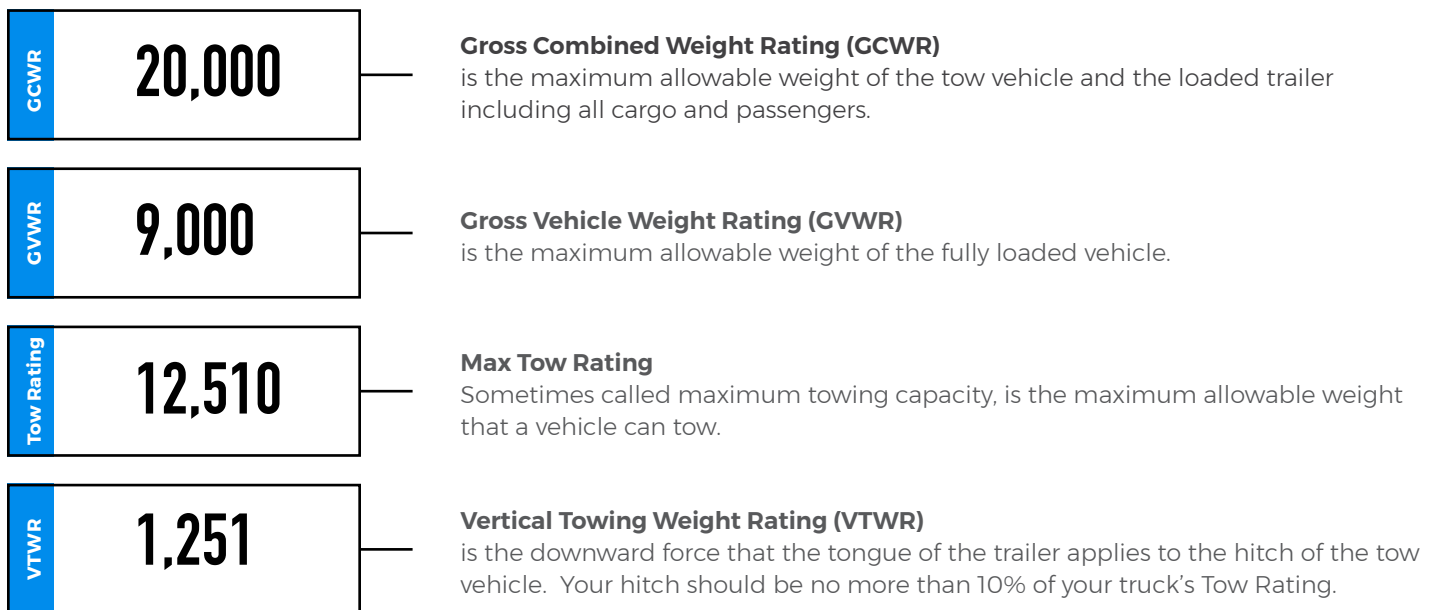 GCWR
20,000
Gross Combined Weight Rating (GCWR)
is the maximum allowable weight of the tow vehicle and the loaded trailer
including all cargo and passengers.
GVWR
9,000
Gross Vehicle Weight Rating (GVWR)
is the maximum allowable weight of the fully loaded vehicle.
Tow Rating
12,510
Max Tow Rating
Sometimes called maximum towing capacity, is the maximum allowable weight
that a vehicle can tow.
VTWR
1,251
Vertical Towing Weight Rating (VTWR)
is the downward force that the tongue of the trailer applies to the hitch of the tow
vehicle.  Your hitch should be no more than 10% of your truck's Tow Rating.